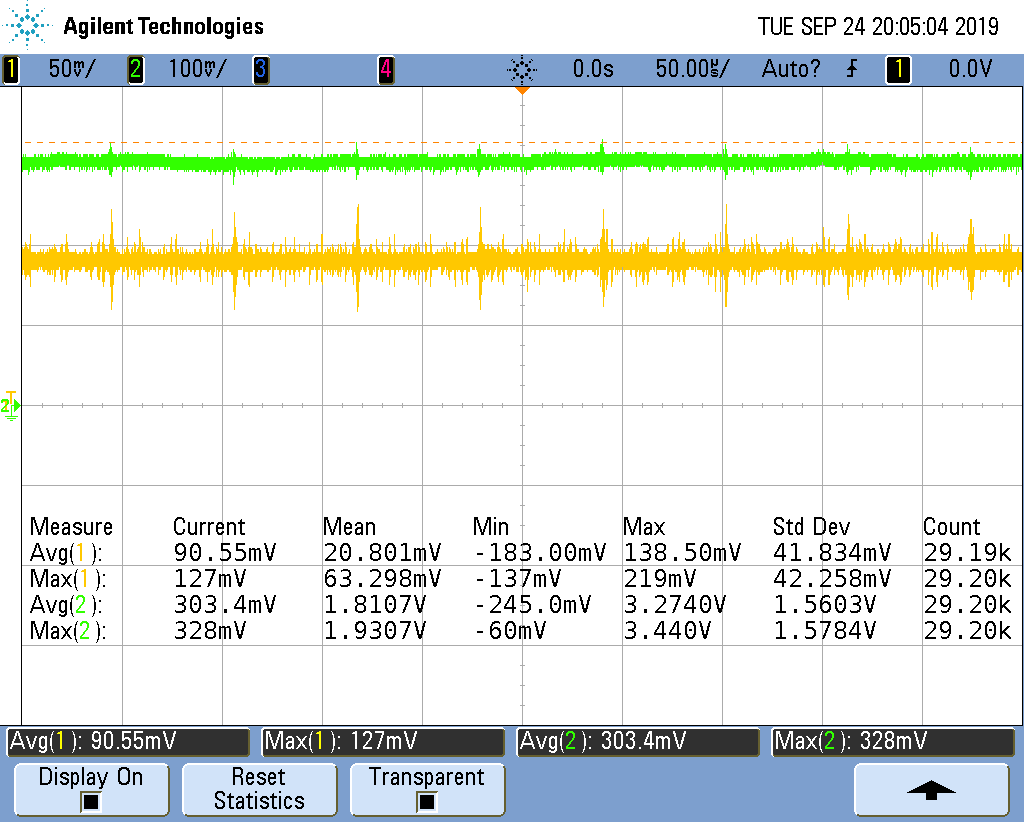 Agilent Technologies TUE SEP 24 20:05:04 2019
1 50mV/ 2 100mV/ 3 4 0.0s 50.00µs/ Auto? 1 0.0V
T
2
Measure Current Mean Min Max Std Dev Count
Avg(1): 90.55mV 20.801mV -183.00mV 138.50mV 41.834mV 29.19k
Max(1): 127mV 63.298mV -137mV 219mV 42.258mV 29.20k
Avg(2): 303.4mV 1.8107V -245.0mV 3.2740V 1.5603V 29.20k
Max(2): 328mV 1.9307V -60mV 3.440V 1.5784V 29.20k
Avg(1): 90.55mV Max(1): 127mV Avg(2): 303.4mV Max(2): 328mV
Display On Reset Statistics Transparent